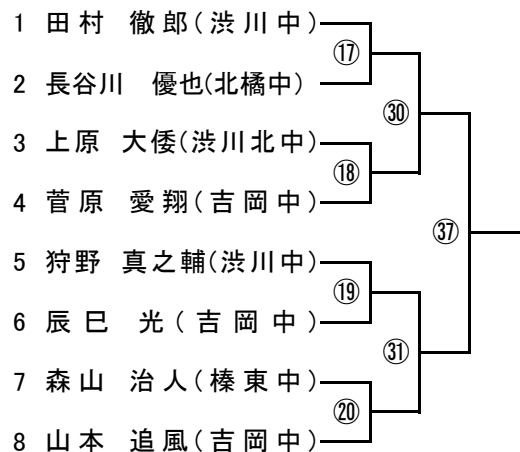 1 田村 徹郎(渋川中)
⑰
2 長谷川 優也(北橘中)
㉚
3 上原 大倭(渋川北中)
⑱
4 菅原 愛翔(吉岡中)
㊲
5 狩野 真之輔(渋川中)
⑲
6 辰巳 光(吉岡中)
㉛
7 森山 治人(榛東中)
⑳
8 山本 追風(吉岡中)